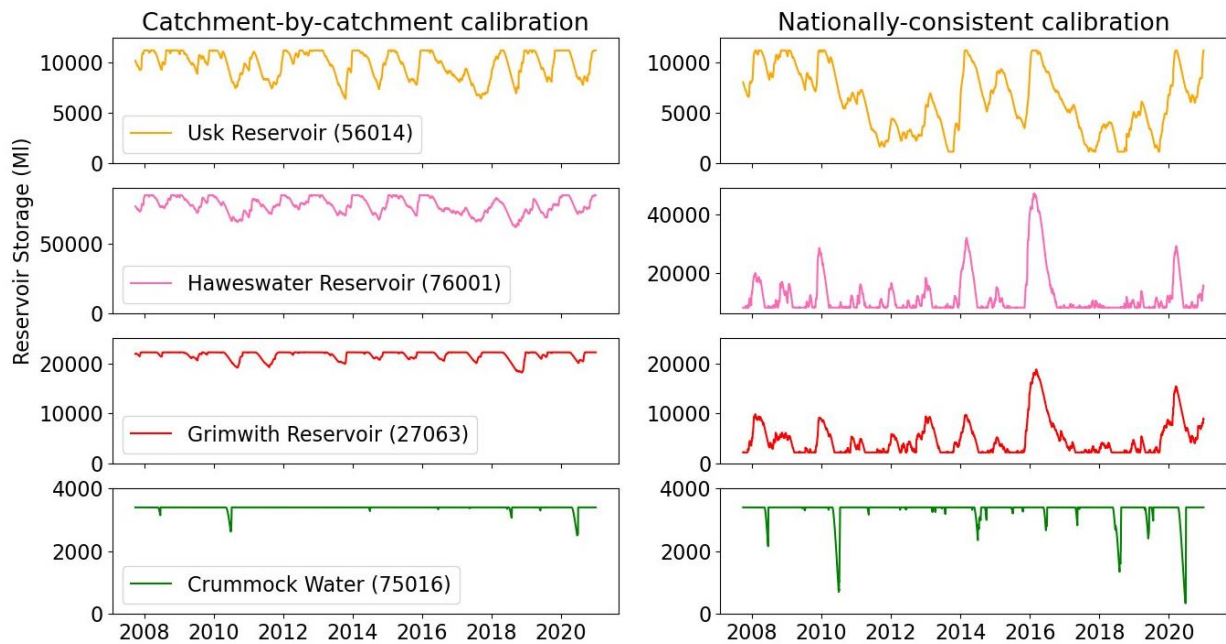 Catchment-by-catchment calibration
Nationally-consistent calibration
Reservoir Storage (Ml)
10000
5000
0
Usk Reservoir (56014)
10000
5000
0
50000
0
Haweswater Reservoir (76001)
40000
20000
20000
10000
0
Grimwith Reservoir (27063)
20000
10000
0
4000
2000
0
Crummock Water (75016)
4000
2000
0
2008 2010 2012 2014 2016 2018 2020
2008 2010 2012 2014 2016 2018 2020